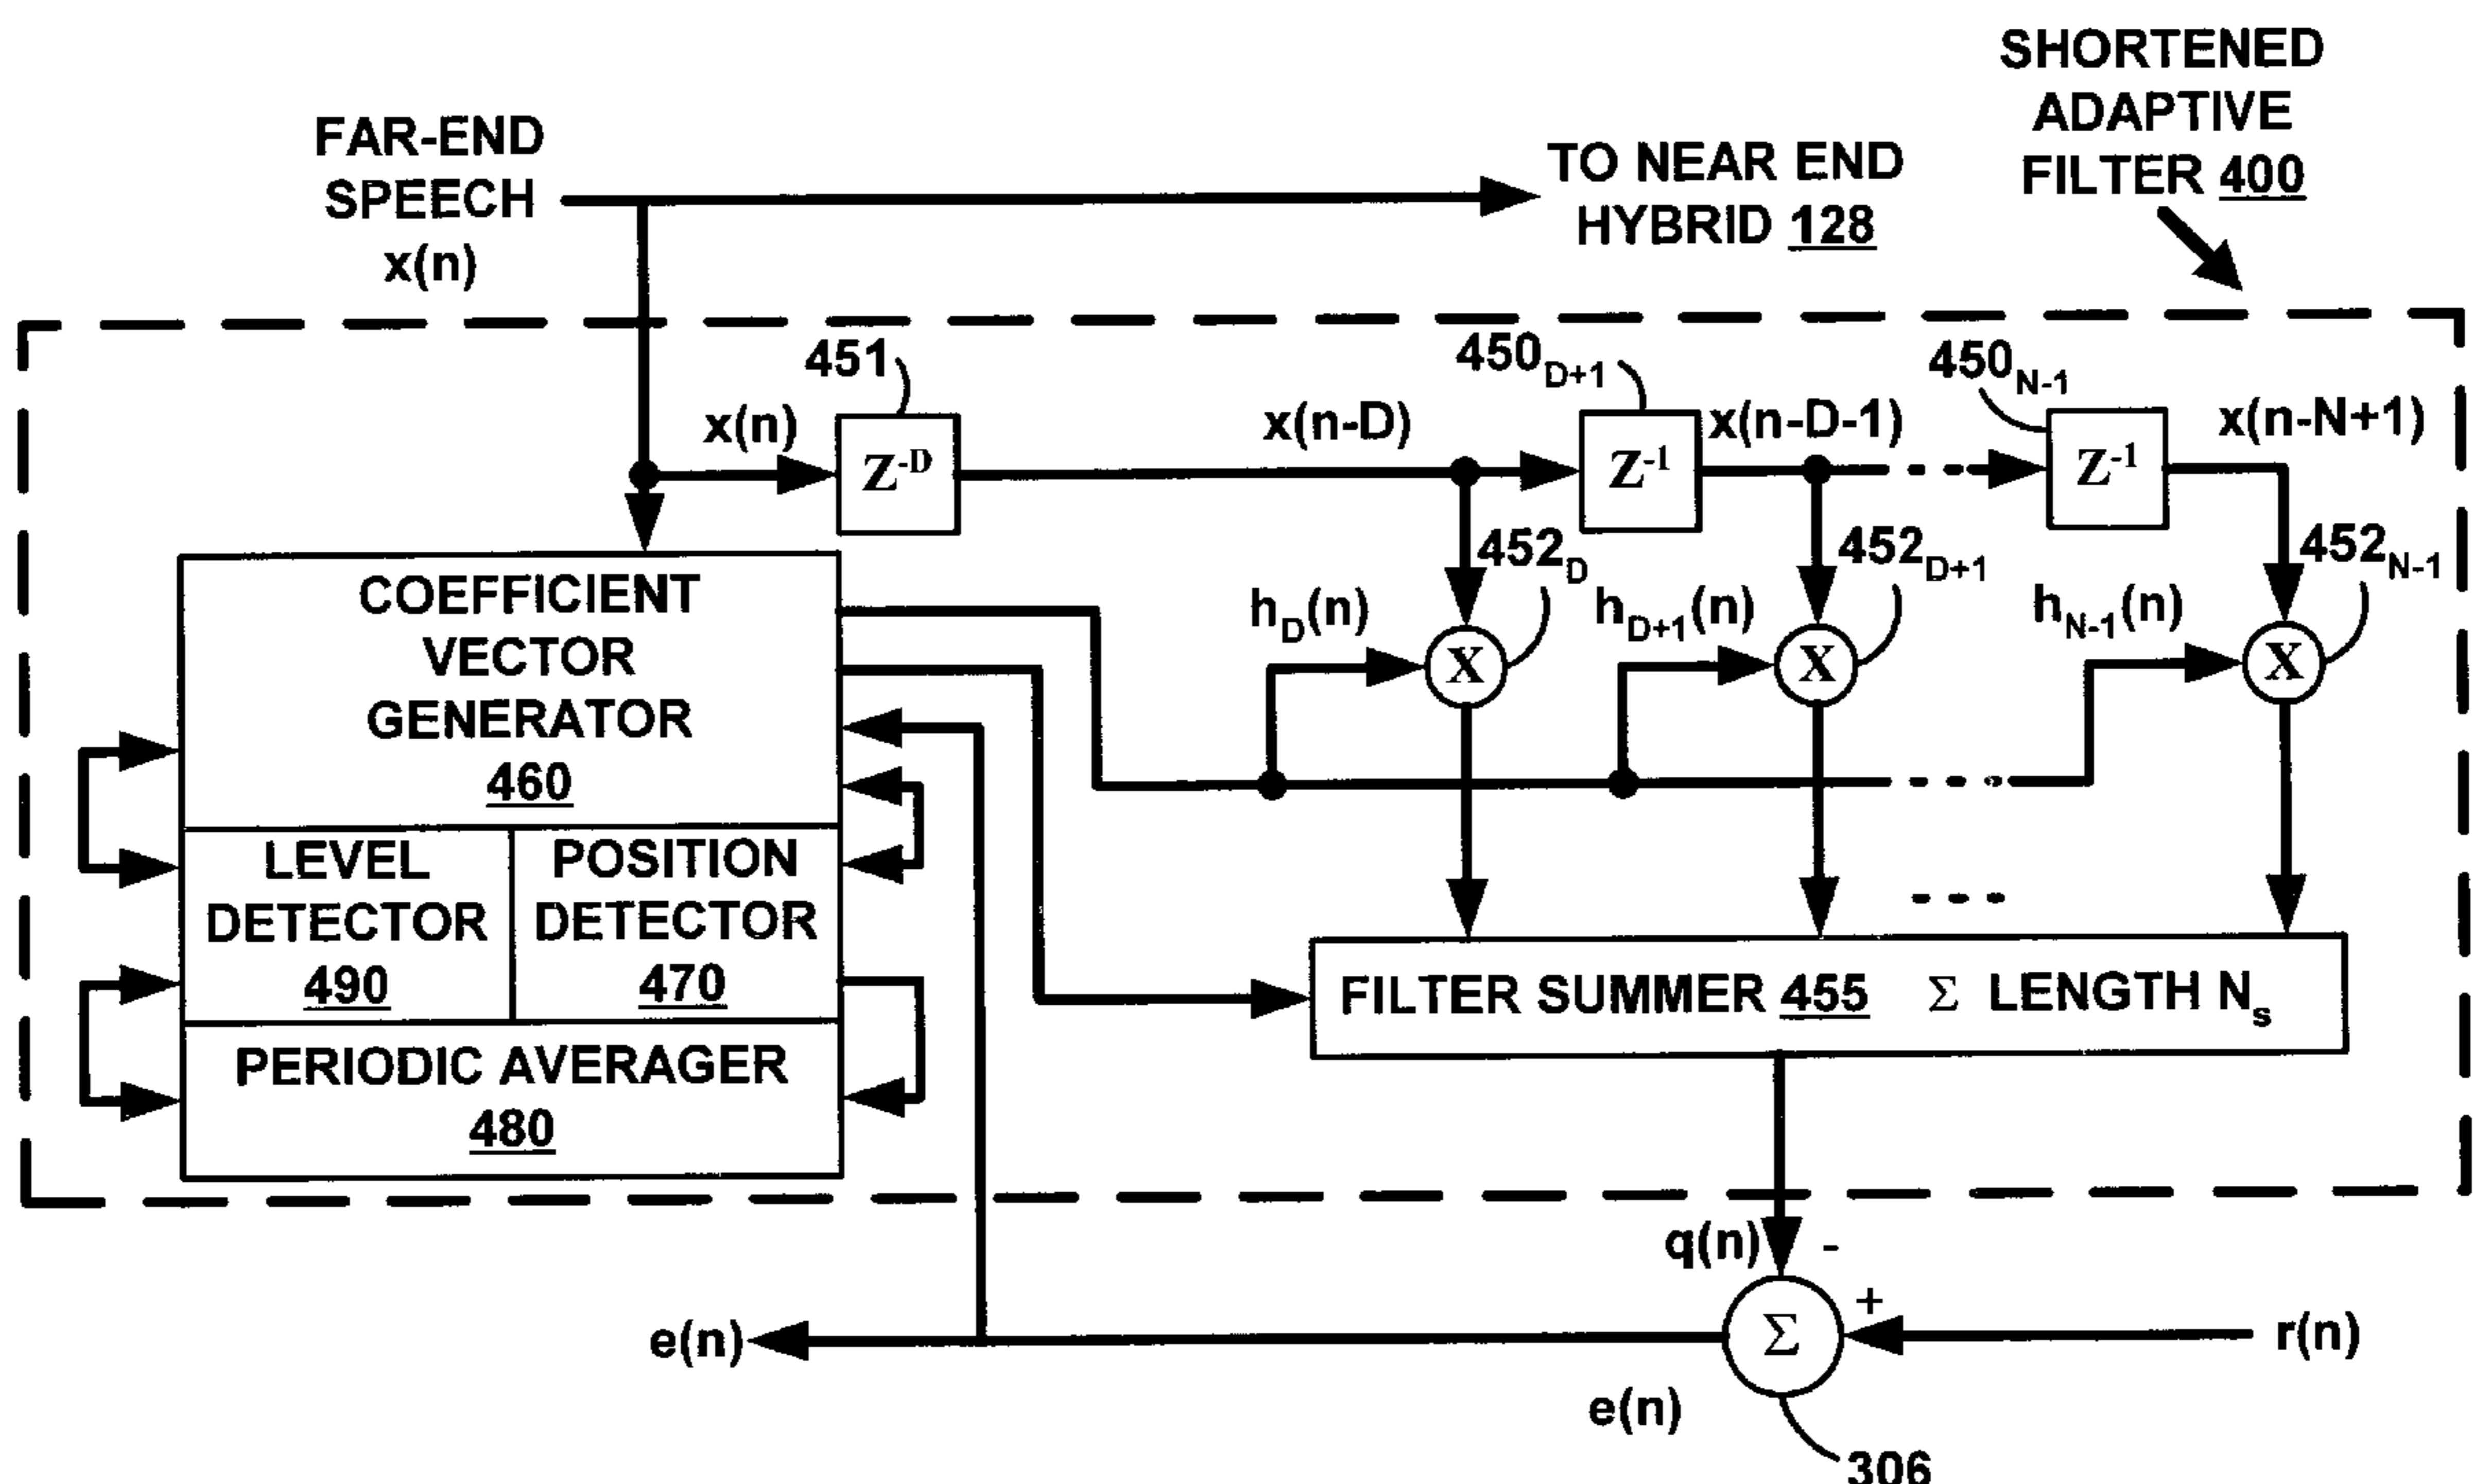 SHORTENED
ADAPTIVE
FILTER 400
FAR-END
SPEECH
x(n)
TO NEAR END
HYBRID 128
451
450D+1
450N-1
x(n)
Z-D
x(n-D)
Z-1
x(n-D-1)
Z-1
x(n-N+1)
452D
452D+1
452N-1
hD(n)
hD+1(n)
hN-1(n)
X
X
X
COEFFICIENT
VECTOR
GENERATOR
460
LEVEL
DETECTOR
490
POSITION
DETECTOR
470
PERIODIC AVERAGER
480
FILTER SUMMER 455 Σ LENGTH Ns
q(n)
-
+
Σ
r(n)
e(n)
e(n)
306